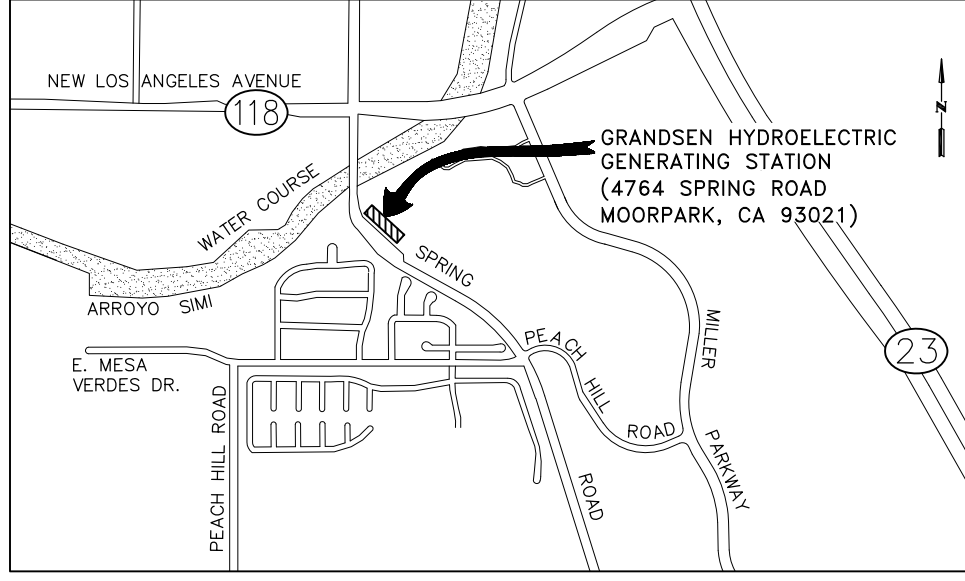 NEW LOS ANGELES AVENUE
118
N
GRANDSEN HYDROELECTRIC
GENERATING STATION
(4764 SPRING ROAD
MOORPARK, CA 93021)
WATER COURSE
ARROYO SIMI
SPRING
PEACH
HILL
ROAD
MILLER
PARKWAY
23
E. MESA
VERDES DR.
PEACH HILL ROAD
ROAD